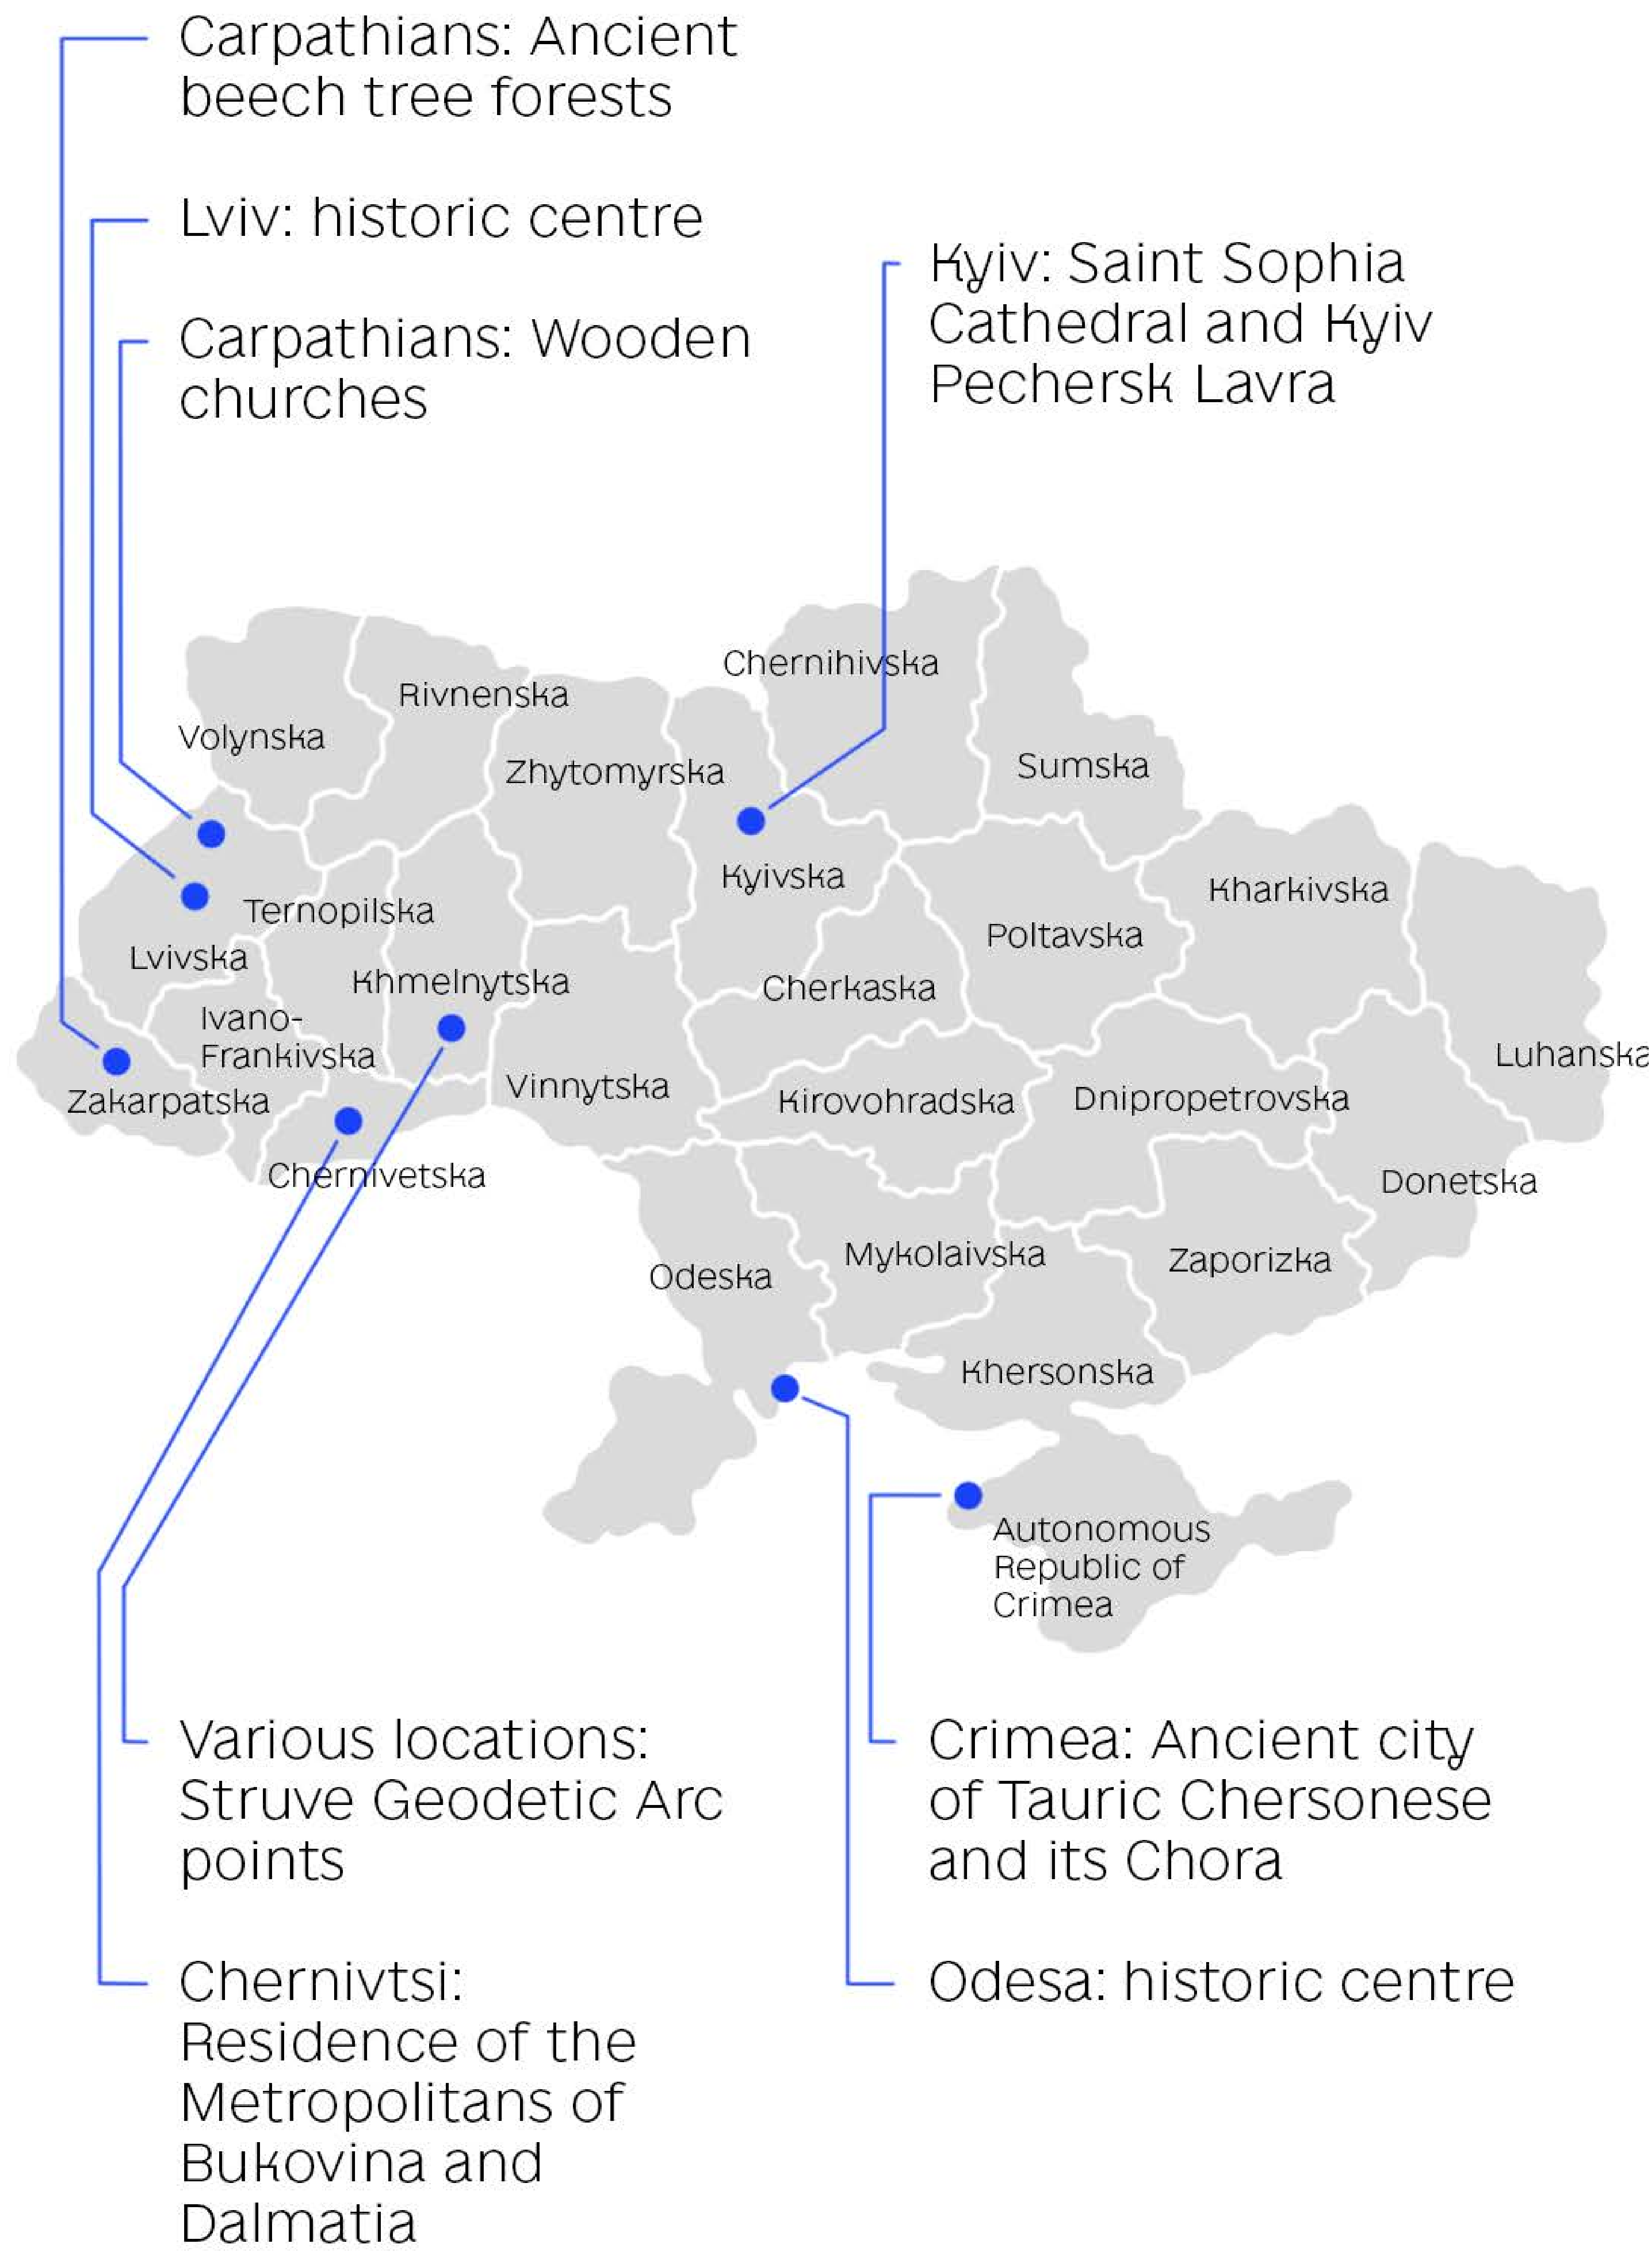 Carpathians: Ancient
beech tree forests
Lviv: historic centre
Carpathians: Wooden
churches
Kyiv: Saint Sophia
Cathedral and Kyiv
Pechersk Lavra
Chernihivska
Rivnenska
Volynska
Zhytomyrska
Sumska
Kyivska
Kharkivska
Ternopilska
Poltavska
Lvivska
Khmelnytska
Cherkaska
Ivano-
Frankivska
Luhanska
Zakarpatska
Vinnytska
Kirovohradska
Dnipropetrovska
Chernivetska
Donetska
Odeska
Mykolaivska
Zaporizka
Khersonska
Autonomous
Republic of
Crimea
Various locations:
Struve Geodetic Arc
points
Chernivtsi:
Residence of the
Metropolitans of
Bukovina and
Dalmatia
Crimea: Ancient city
of Tauric Chersonese
and its Chora
Odesa: historic centre